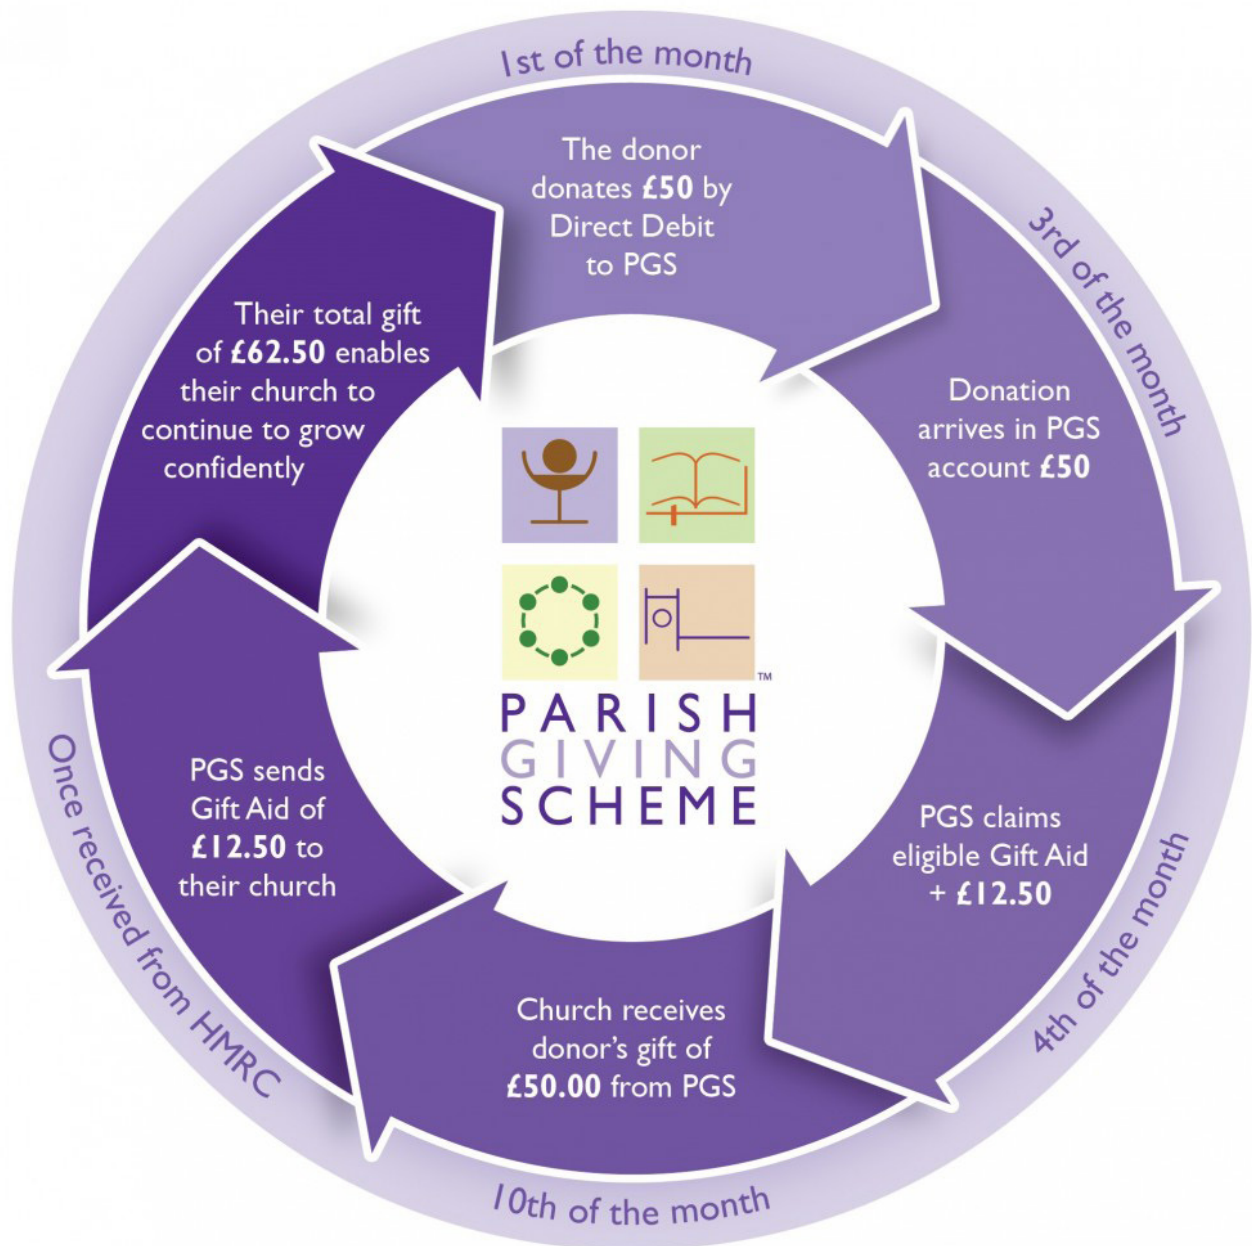 1st of the month
The donor
donates £50 by
Direct Debit
to PGS
3rd of the month
Donation
arrives in PGS
account £50
4th of the month
PGS claims
eligible Gift Aid
+ £12.50
10th of the month
Church receives
donor's gift of
£50.00 from PGS
Once received from HMRC
PGS sends
Gift Aid of
£12.50 to
their church
Their total gift
of £62.50 enables
their church to
continue to grow
confidently
TM
PARISH
GIVING
SCHEME